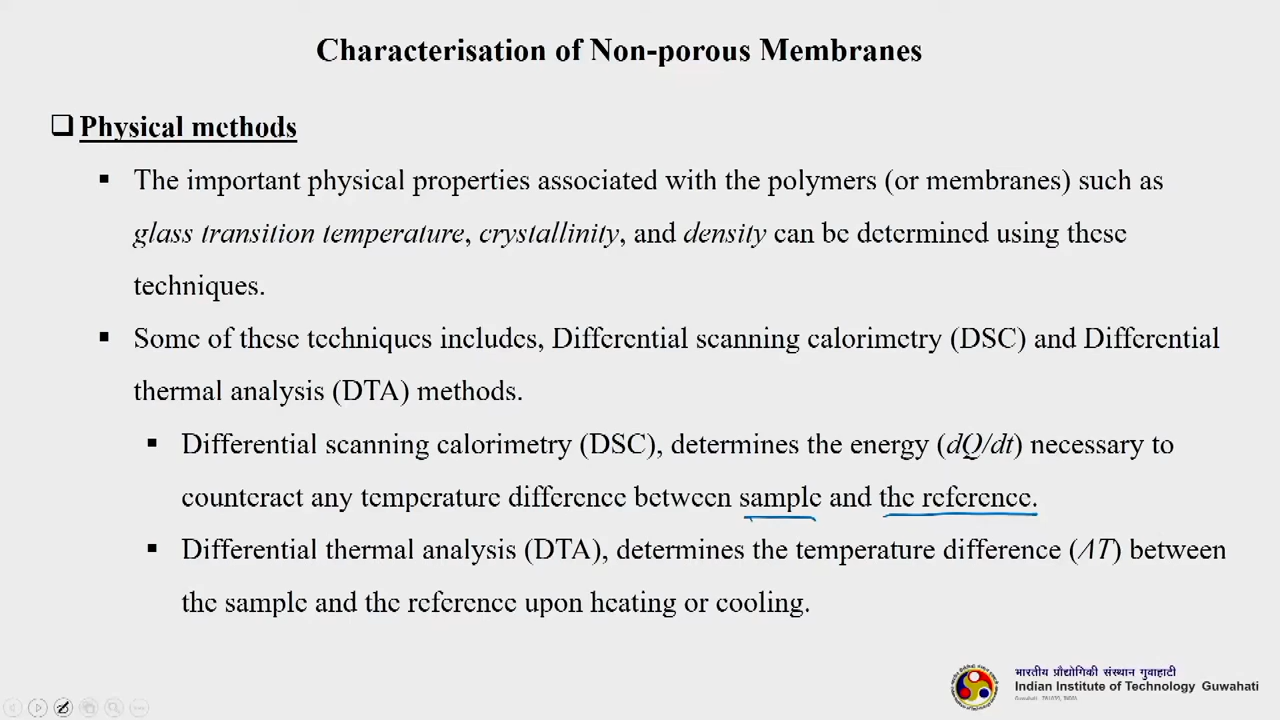 Characterisation of Non-porous Membranes
Physical methods
The important physical properties associated with the polymers (or membranes) such as
glass transition temperature, crystallinity, and density can be determined using these
techniques.
Some of these techniques includes, Differential scanning calorimetry (DSC) and Differential
thermal analysis (DTA) methods.
Differential scanning calorimetry (DSC), determines the energy (dQ/dt) necessary to
counteract any temperature difference between sample and the reference.
Differential thermal analysis (DTA), determines the temperature difference (ΔT) between
the sample and the reference upon heating or cooling.
भारतीय प्रौद्योगिकी संस्थान गुवाहाटी
Indian Institute of Technology Guwahati